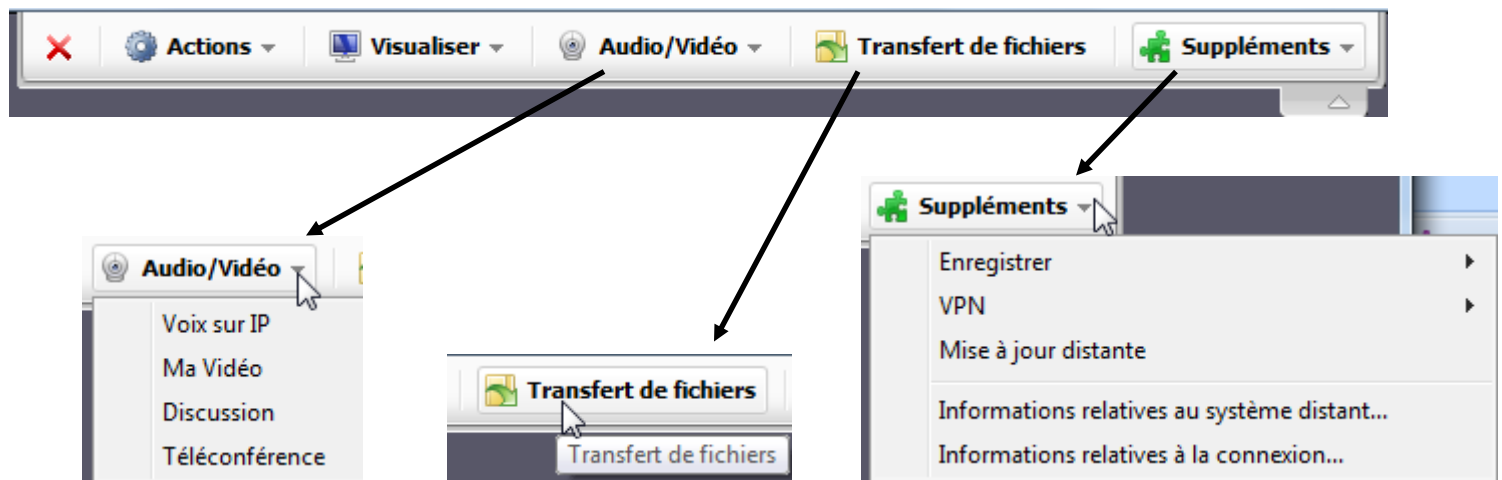 Actions
Visualiser
Audio/Vidéo
Transfert de fichiers
Suppléments
Audio/Vidéo
Voix sur IP
Ma Vidéo
Discussion
Téléconférence
Transfert de fichiers
Transfert de fichiers
Suppléments
Enregistrer
VPN
Mise à jour distante
Informations relatives au système distant...
Informations relatives à la connexion...